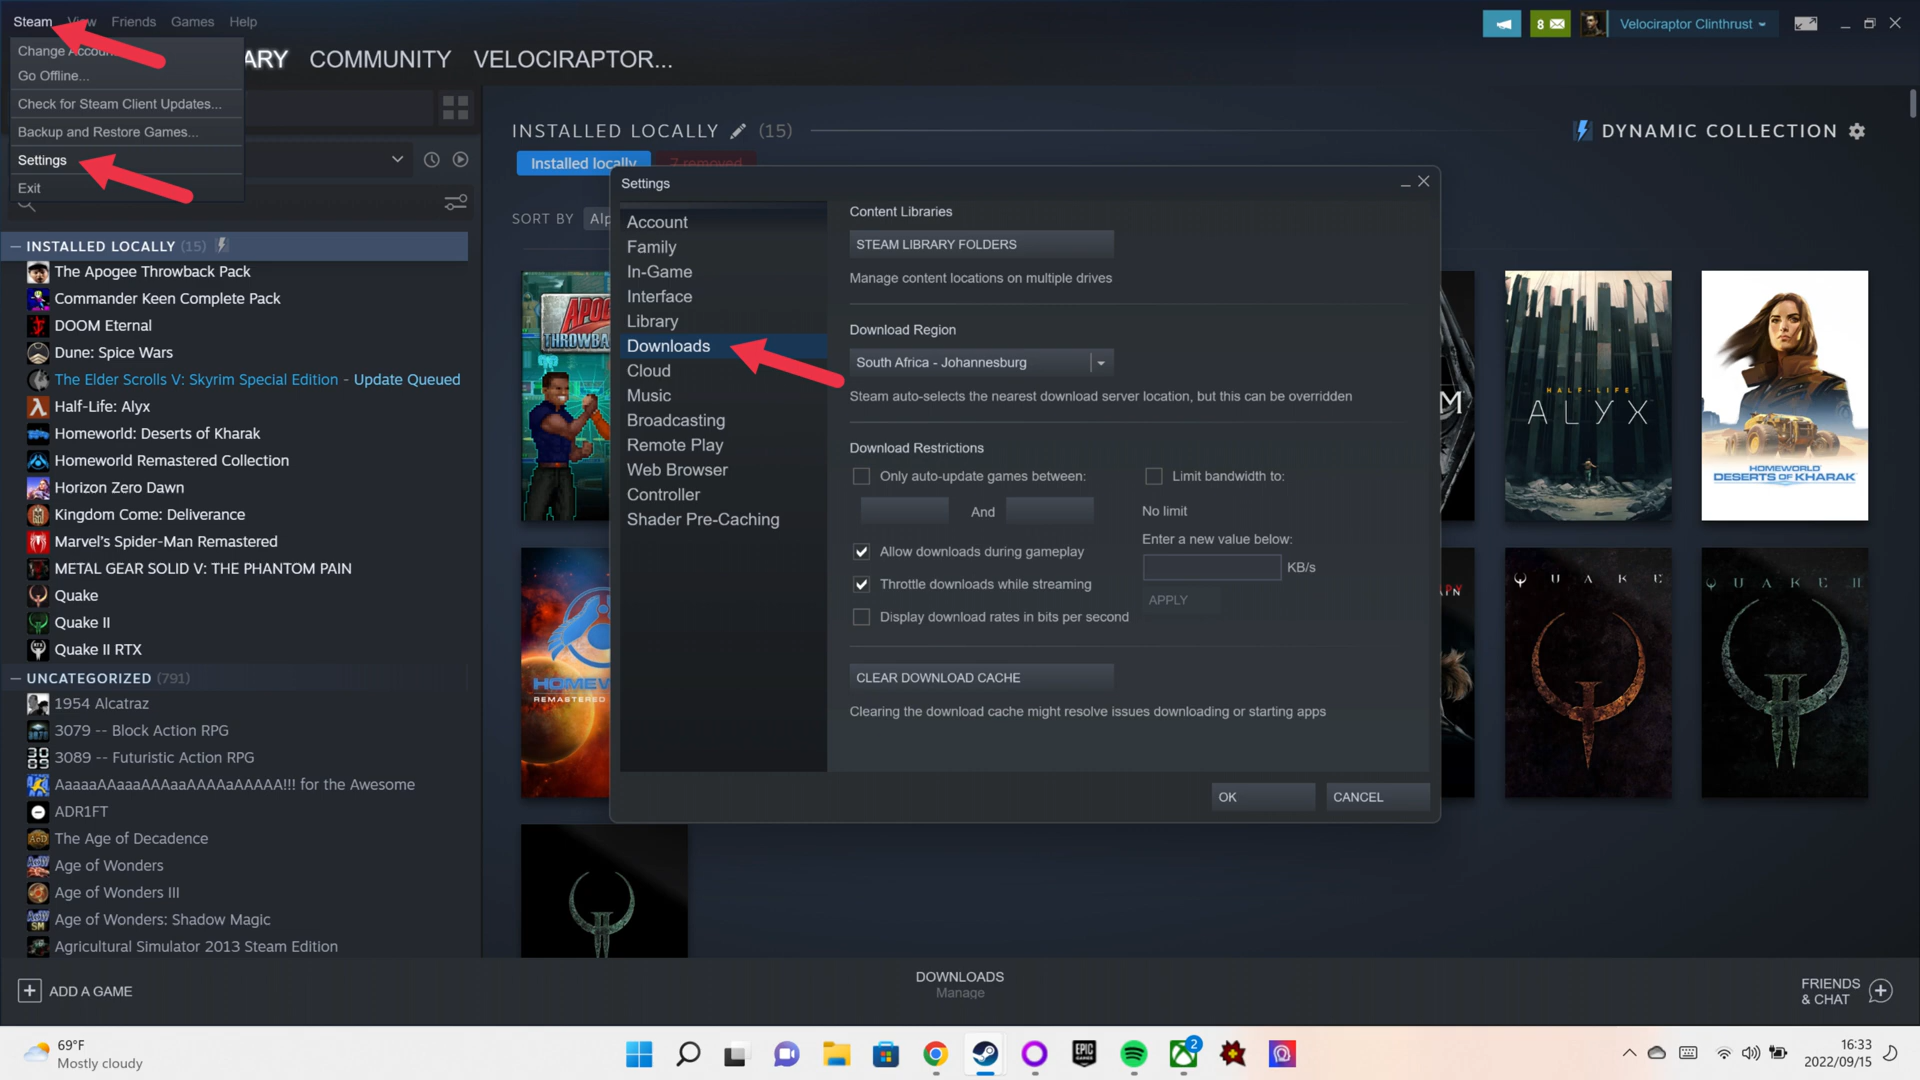 Steam View Friends Games Help
8
Velociraptor Clinthrust
Change Account...
Go Offline...
Check for Steam Client Updates...
Backup and Restore Games...
Settings
Exit
ARY COMMUNITY VELOCIRAPTOR...
INSTALLED LOCALLY (15)
DYNAMIC COLLECTION
Installed locally
7 removed
SORT BY Alp
INSTALLED LOCALLY (15)
The Apogee Throwback Pack
Commander Keen Complete Pack
DOOM Eternal
Dune: Spice Wars
The Elder Scrolls V: Skyrim Special Edition - Update Queued
Half-Life: Alyx
Homeworld: Deserts of Kharak
Homeworld Remastered Collection
Horizon Zero Dawn
Kingdom Come: Deliverance
Marvel's Spider-Man Remastered
METAL GEAR SOLID V: THE PHANTOM PAIN
Quake
Quake II
Quake II RTX
UNCATEGORIZED (791)
1954 Alcatraz
3079 -- Block Action RPG
3089 -- Futuristic Action RPG
AaaaaAAaaaAAAaaAAAAaAAAAA!!! for the Awesome
ADR1FT
The Age of Decadence
Age of Wonders
Age of Wonders III
Age of Wonders: Shadow Magic
Agricultural Simulator 2013 Steam Edition
Settings
Account
Family
In-Game
Interface
Library
Downloads
Cloud
Music
Broadcasting
Remote Play
Web Browser
Controller
Shader Pre-Caching
Content Libraries
STEAM LIBRARY FOLDERS
Manage content locations on multiple drives
Download Region
South Africa - Johannesburg
Steam auto-selects the nearest download server location, but this can be overridden
Download Restrictions
Only auto-update games between:
And
Allow downloads during gameplay
Throttle downloads while streaming
Display download rates in bits per second
Limit bandwidth to:
No limit
Enter a new value below:
KB/s
APPLY
CLEAR DOWNLOAD CACHE
Clearing the download cache might resolve issues downloading or starting apps
OK
CANCEL
APO
THROWBA
M
HALF-LIFE
ALYX
HOMEWORLD
DESERTS OF KHARAK
HOMEW
REMASTERED
QUAKE
QUAKE II
ADD A GAME
DOWNLOADS
Manage
FRIENDS
& CHAT
69°F
Mostly cloudy
EPIC
GAMES
2
16:33
2022/09/15